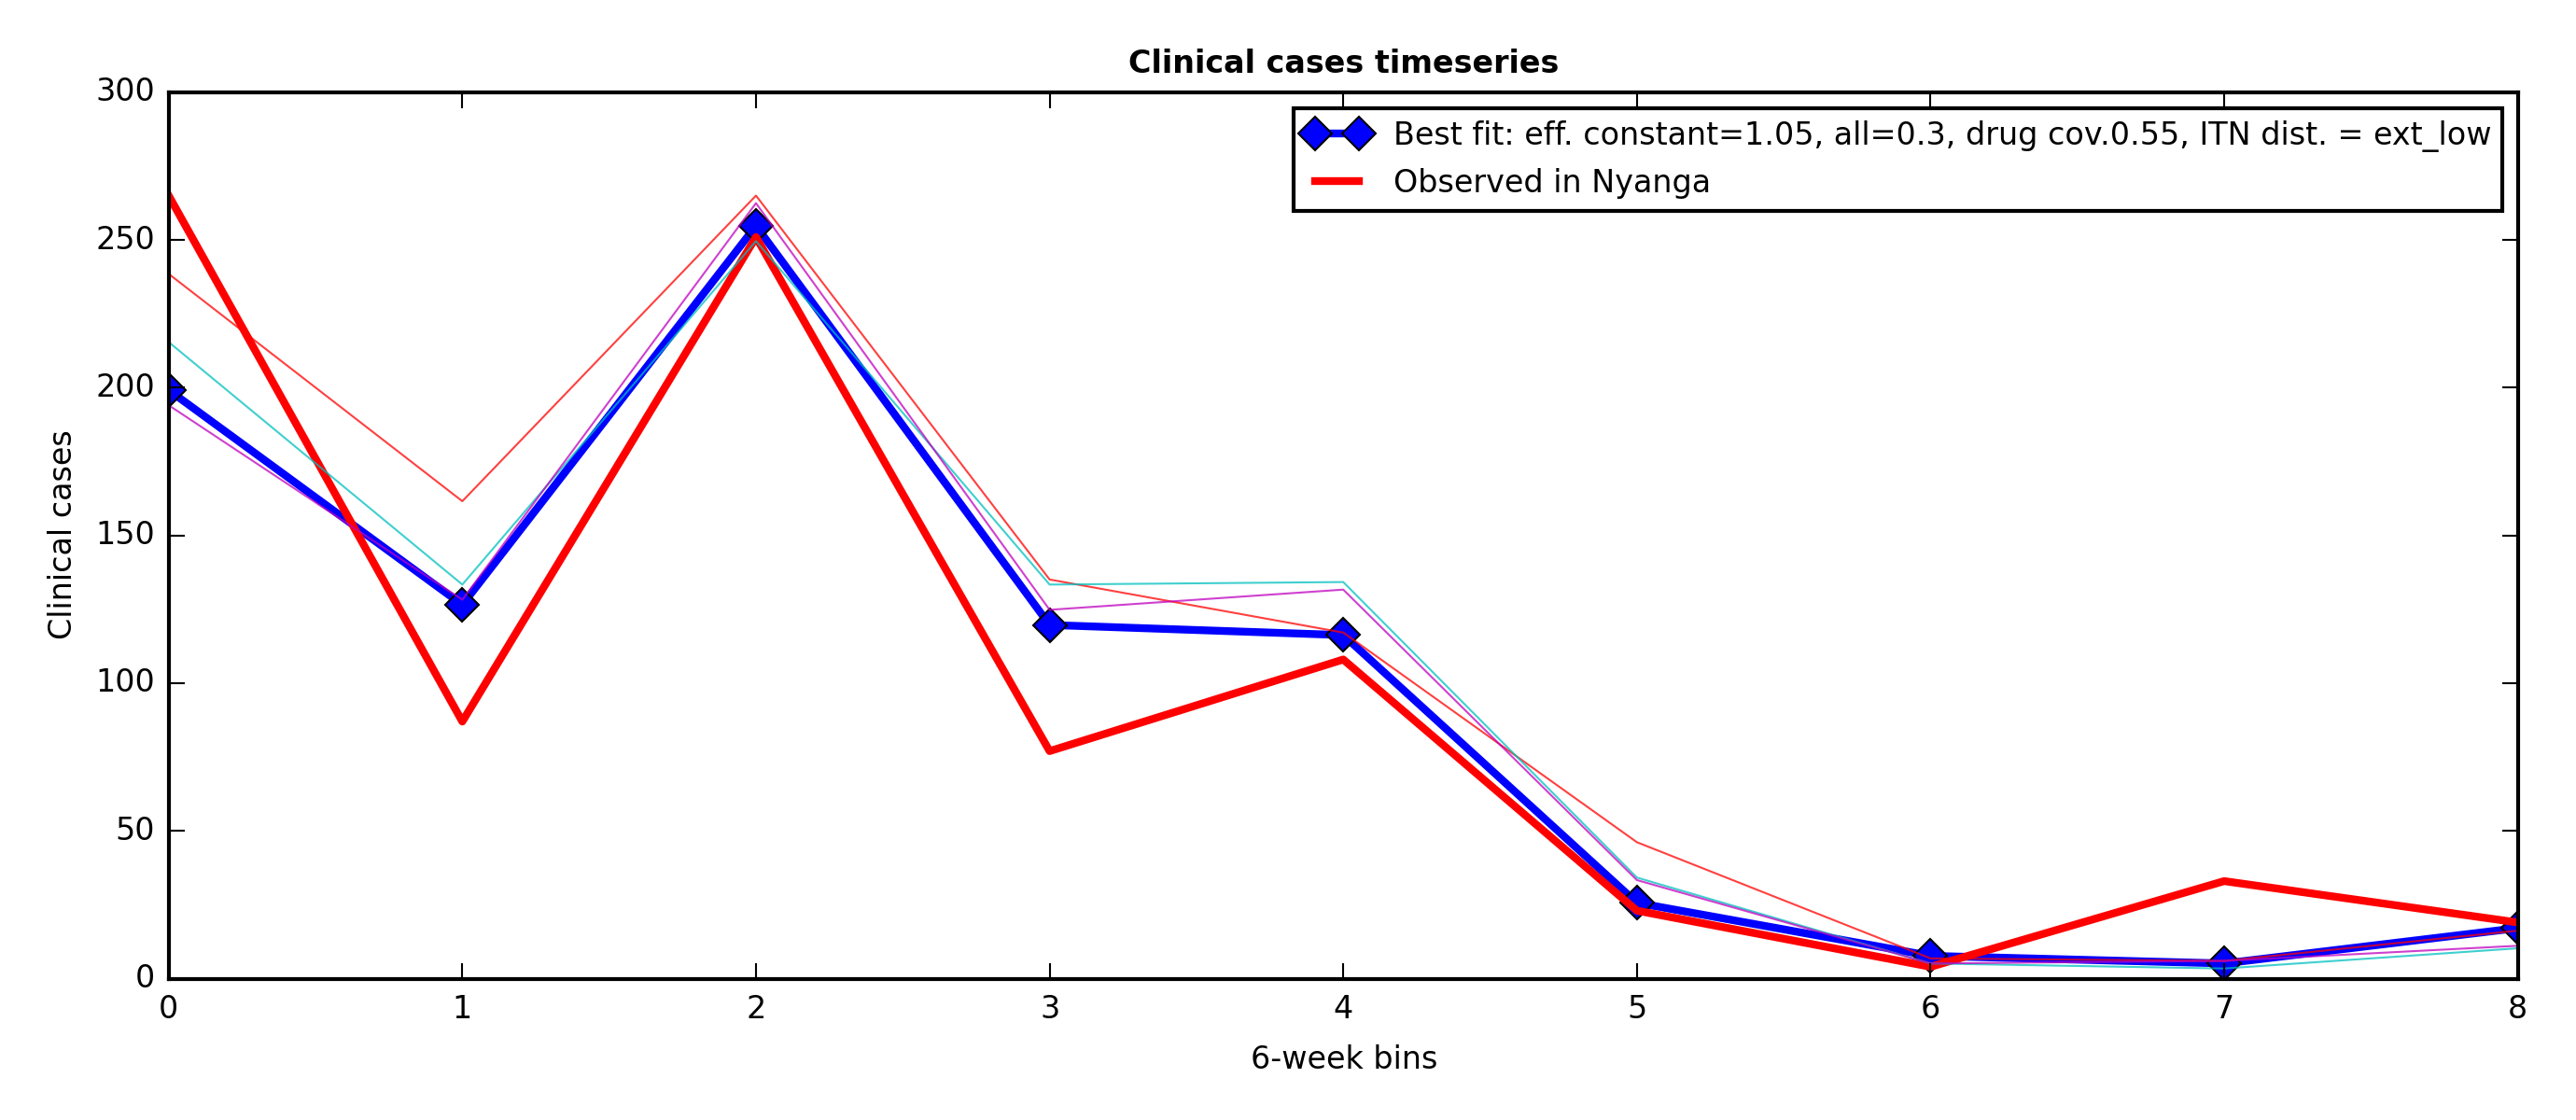 Clinical cases timeseries
300
250
200
150
100
50
0
Clinical cases
Best fit: eff. constant=1.05, all=0.3, drug cov.0.55, ITN dist. = ext_low
Observed in Nyanga
0 1 2 3 4 5 6 7 8
6-week bins